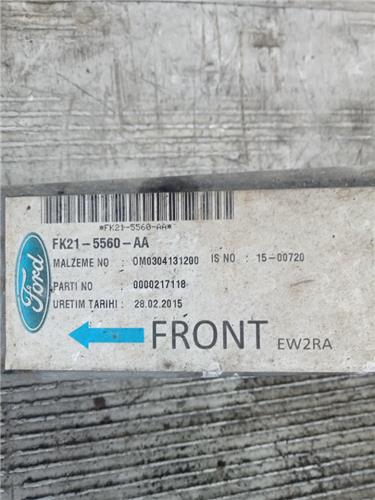 *FK21-5560-AA*
FK21-5560-AA
MALZEME NO : OM0304131200 IS NO : 15-00720
PARTI NO : 0000217118
URETIM TARIHI : 28.02.2015
Ford
FRONT EW2RA